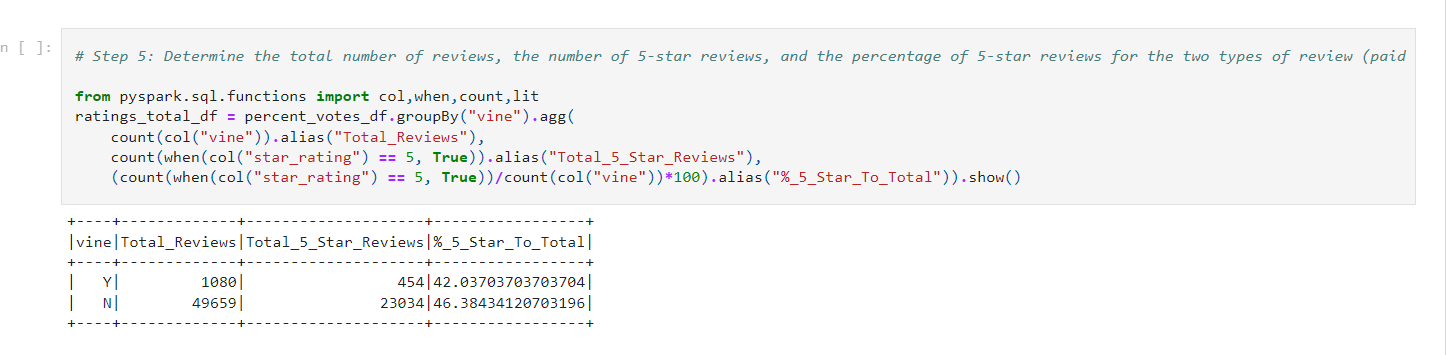 n [ ]:
# Step 5: Determine the total number of reviews, the number of 5-star reviews, and the percentage of 5-star reviews for the two types of review (paid
from pyspark.sql.functions import col,when,count,lit
ratings_total_df = percent_votes_df.groupBy("vine").agg(
    count(col("vine")).alias("Total_Reviews"),
    count(when(col("star_rating") == 5, True)).alias("Total_5_Star_Reviews"),
    (count(when(col("star_rating") == 5, True))/count(col("vine"))*100).alias("%_5_Star_To_Total")).show()
+----+-------------+--------------------+-----------------+
|vine|Total_Reviews|Total_5_Star_Reviews|%_5_Star_To_Total|
+----+-------------+--------------------+-----------------+
|   Y|         1080|                 454|42.03703703703704|
|   N|        49659|               23034|46.38434120703196|
+----+-------------+--------------------+-----------------+